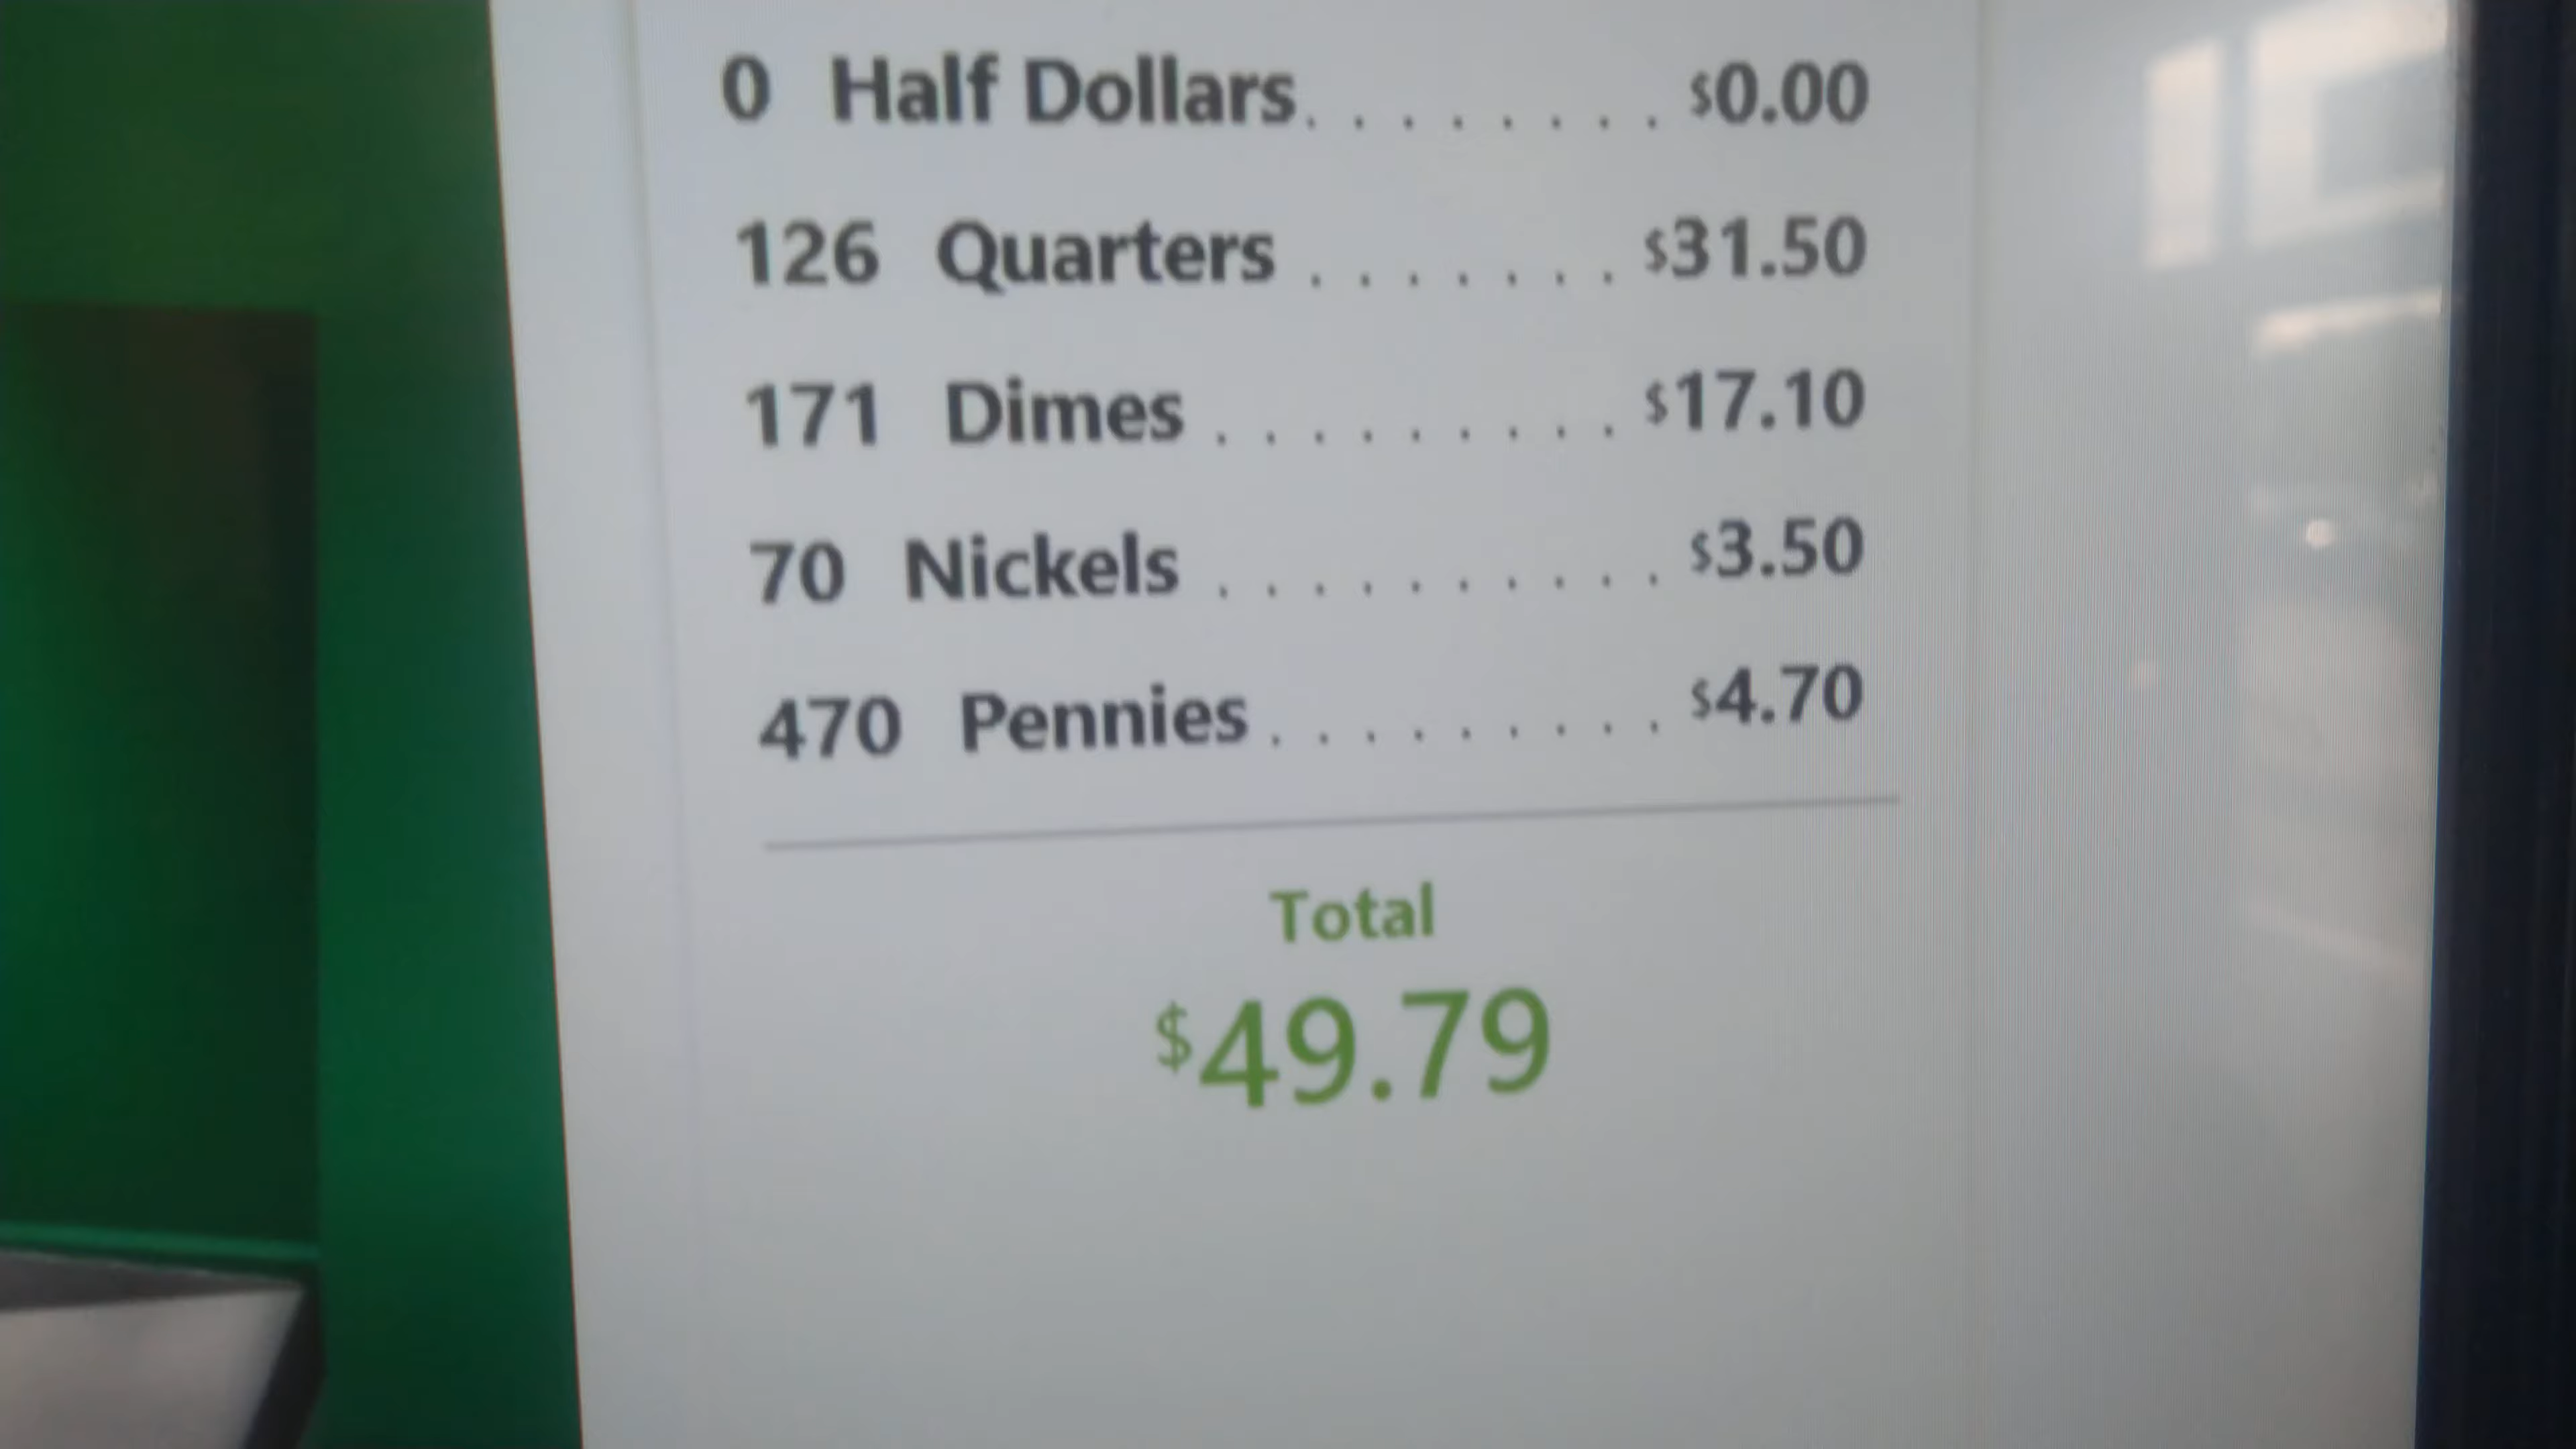 0 Half Dollars. . . . . . . . $0.00
126 Quarters . . . . . . . $31.50
171 Dimes . . . . . . . . . $17.10
70 Nickels . . . . . . . . . . $3.50
470 Pennies . . . . . . . . . $4.70
Total
$49.79